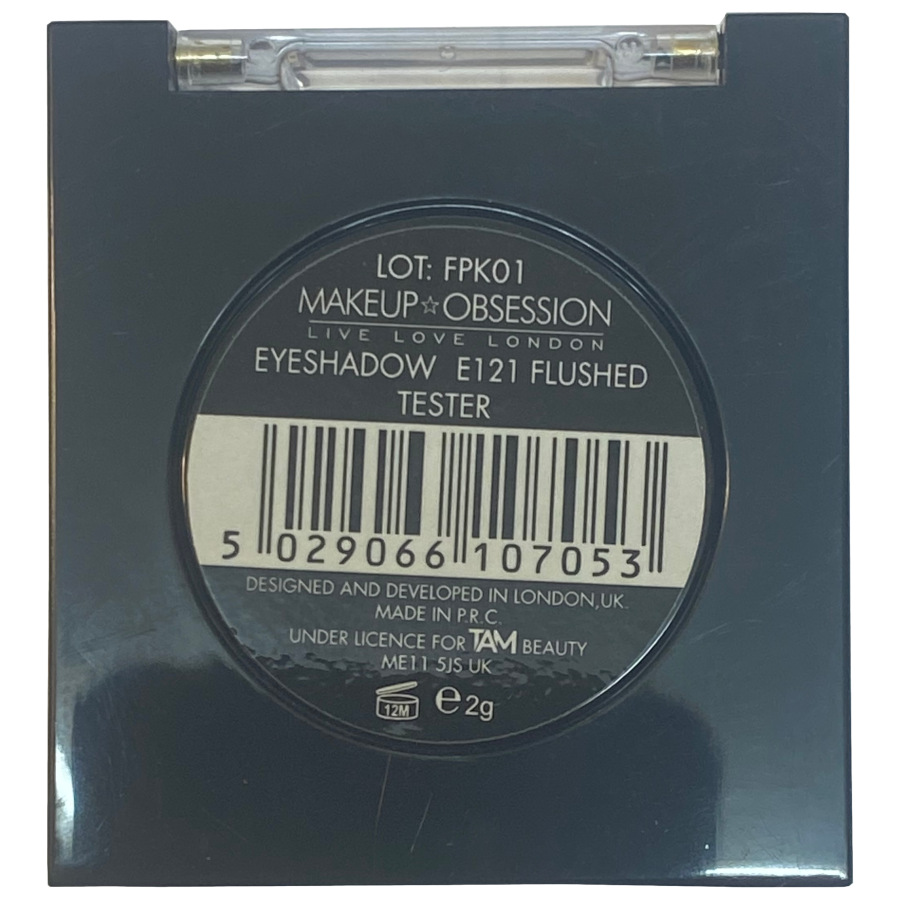 LOT: FPK01
MAKEUP☆OBSESSION
LIVE LOVE LONDON
EYESHADOW E121 FLUSHED
TESTER
5 029066 107053
DESIGNED AND DEVELOPED IN LONDON,UK.
MADE IN P.R.C.
UNDER LICENCE FOR TAM BEAUTY
ME11 5JS UK
12M e 2g